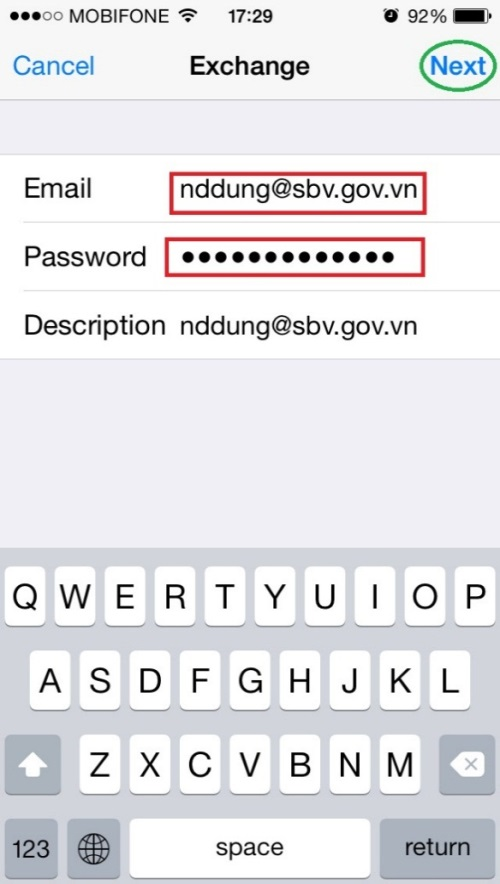 MOBIFONE 17:29 92%
Cancel Exchange Next
Email nddung@sbv.gov.vn
Password •••••••••••••
Description nddung@sbv.gov.vn
Q W E R T Y U I O P
A S D F G H J K L
Z X C V B N M
123 space return